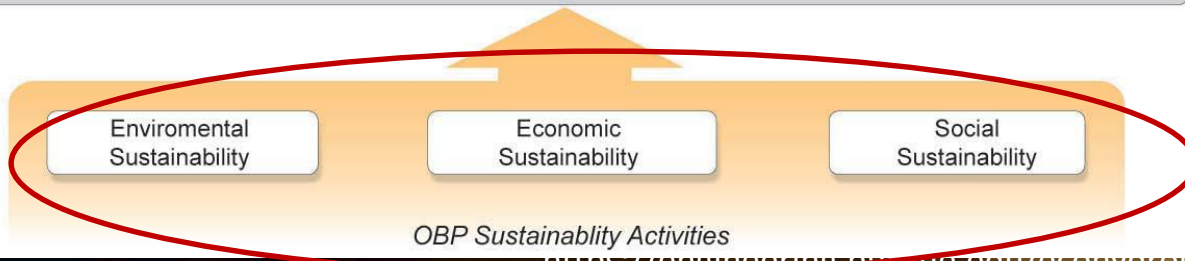 Enviromental
Sustainability
Economic
Sustainability
Social
Sustainability
OBP Sustainablity Activities